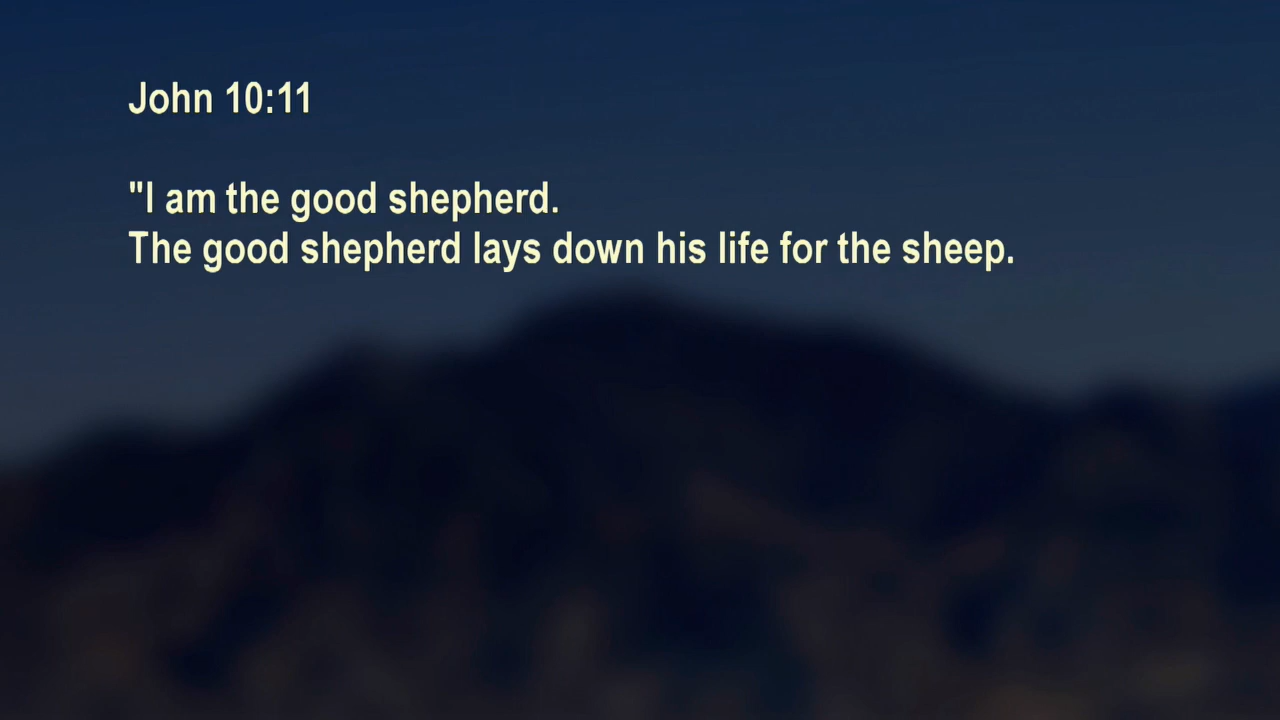 John 10:11
"I am the good shepherd.
The good shepherd lays down his life for the sheep.